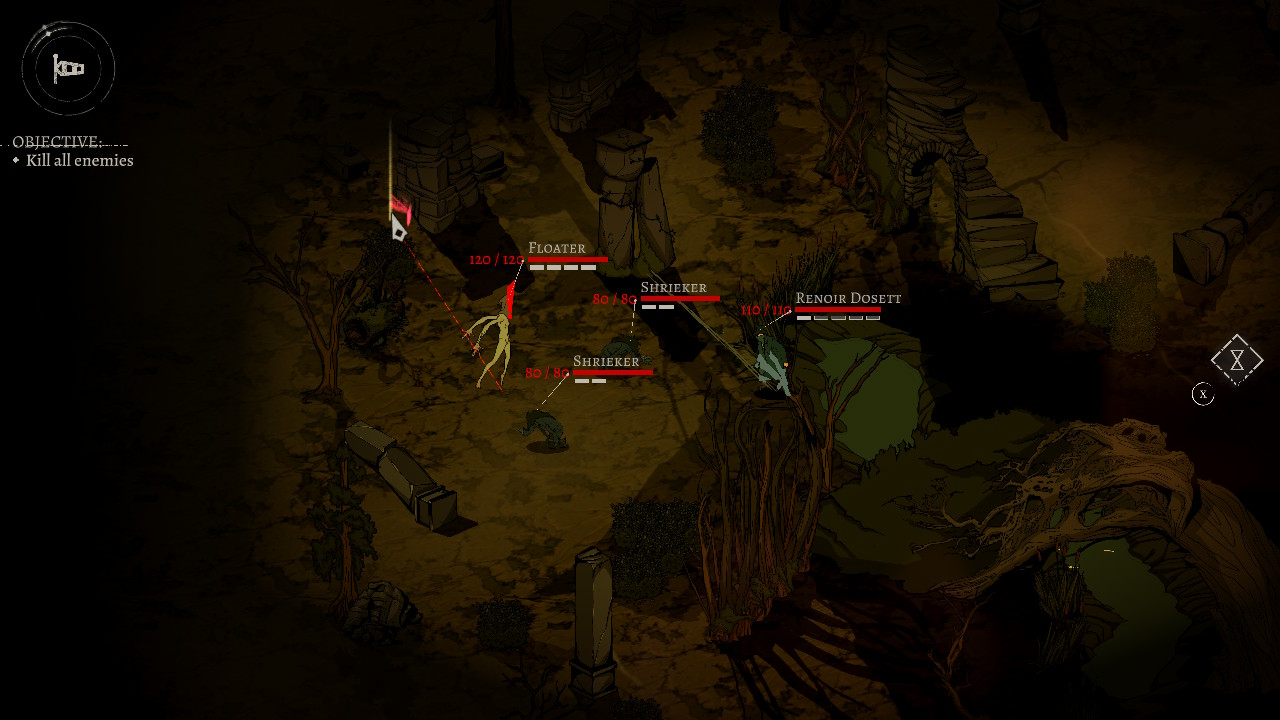 OBJECTIVE:
Kill all enemies
FLOATER
120 / 120
SHRIEKER
80 / 80
RENOIR DOSETT
110 / 110
SHRIEKER
80 / 80
X